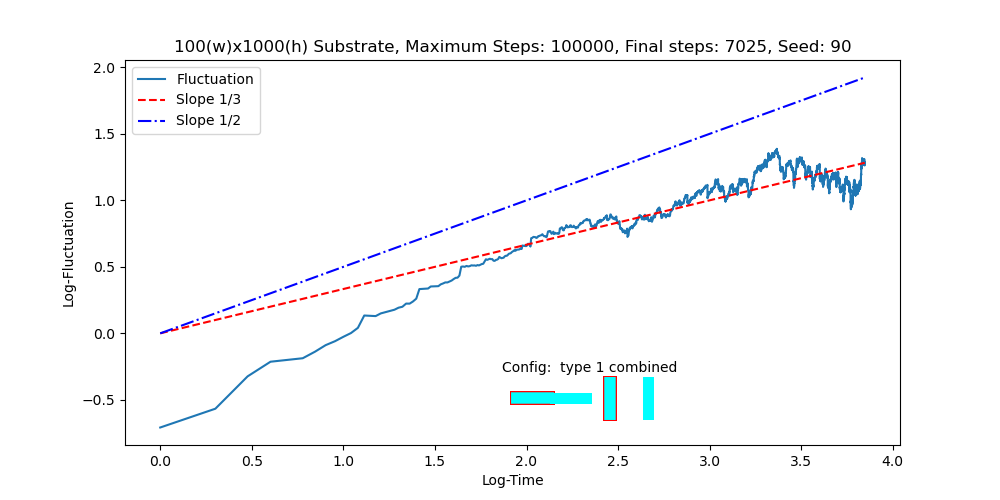 100(w)x1000(h) Substrate, Maximum Steps: 100000, Final steps: 7025, Seed: 90
Fluctuation
Slope 1/3
Slope 1/2
2.0
1.5
1.0
0.5
0.0
−0.5
Log-Fluctuation
Config:  type 1 combined
0.0 0.5 1.0 1.5 2.0 2.5 3.0 3.5 4.0
Log-Time